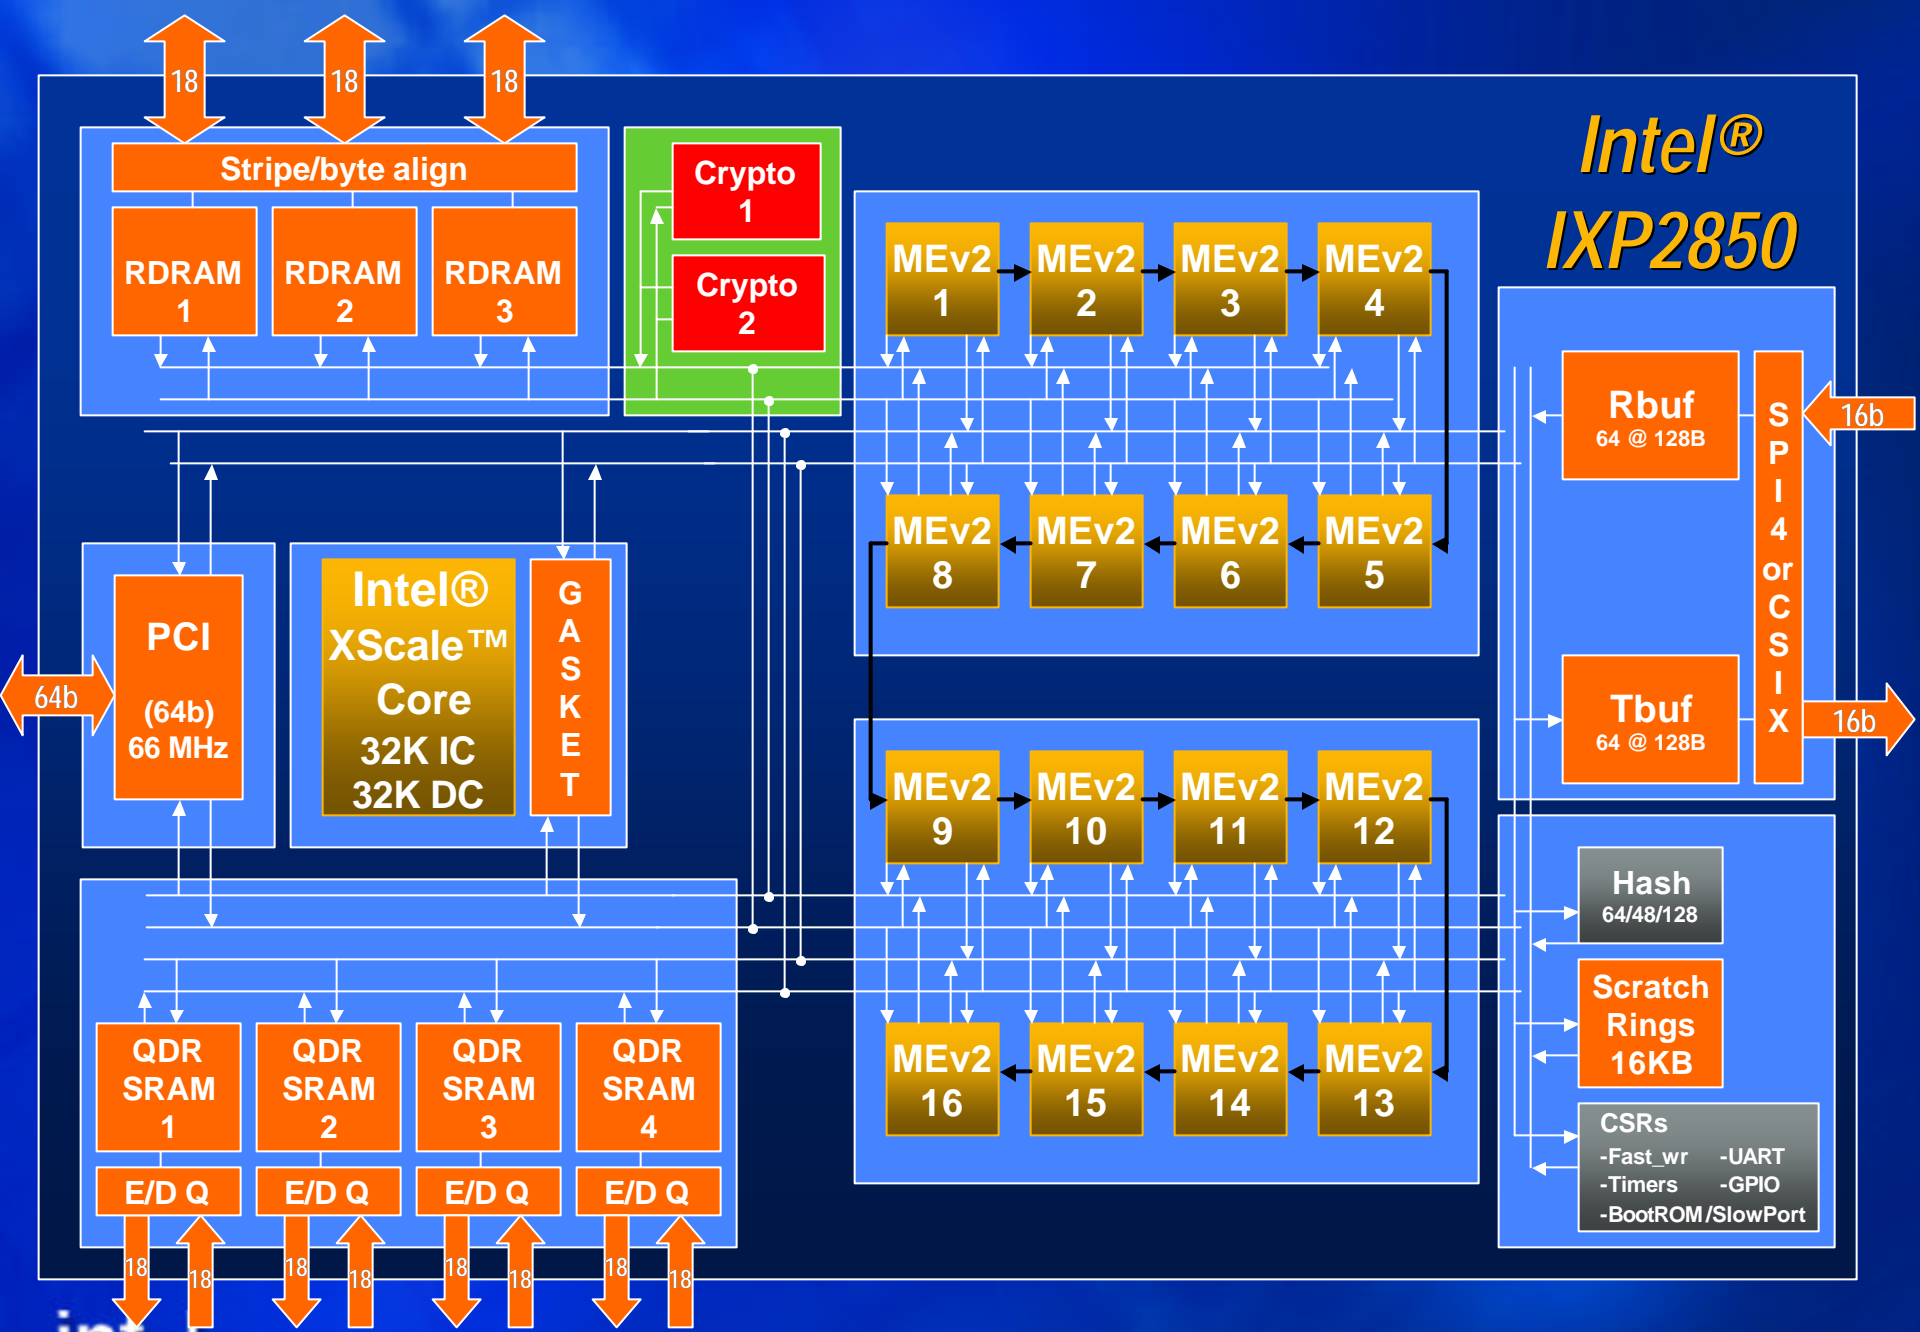 18
18
18
Intel®
IXP2850
Stripe/byte align
RDRAM
1
RDRAM
2
RDRAM
3
Crypto
1
Crypto
2
MEv2
1
MEv2
2
MEv2
3
MEv2
4
MEv2
8
MEv2
7
MEv2
6
MEv2
5
Rbuf
64 @ 128B
Tbuf
64 @ 128B
S
P
I
4
or
C
S
I
X
16b
16b
64b
PCI
(64b)
66 MHz
Intel®
XScale™
Core
32K IC
32K DC
G
A
S
K
E
T
MEv2
9
MEv2
10
MEv2
11
MEv2
12
MEv2
16
MEv2
15
MEv2
14
MEv2
13
Hash
64/48/128
Scratch
Rings
16KB
CSRs
-Fast_wr -UART
-Timers -GPIO
-BootROM/SlowPort
QDR
SRAM
1
QDR
SRAM
2
QDR
SRAM
3
QDR
SRAM
4
E/D Q
E/D Q
E/D Q
E/D Q
18
18
18
18
18
18
18
18